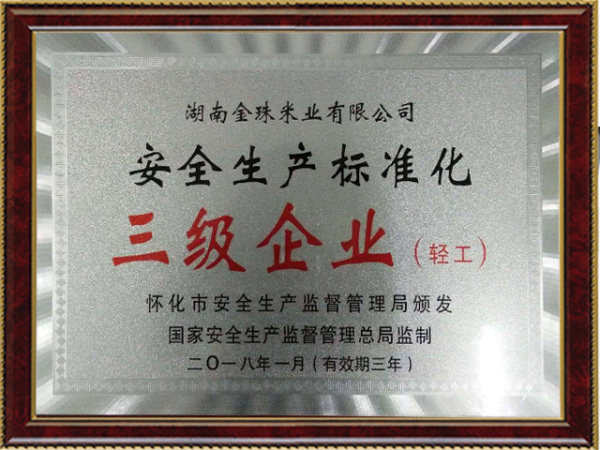 湖南金珠米业有限公司
安全生产标准化
三级企业（轻工）
怀化市安全生产监督管理局颁发
国家安全生产监督管理总局监制
二O一八年一月（有效期三年）